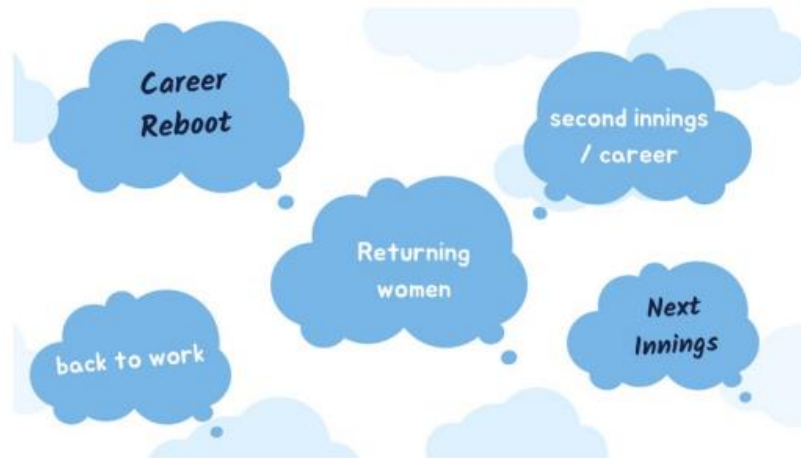 Career
Reboot
second innings
/ career
Returning
women
Next
Innings
back to work